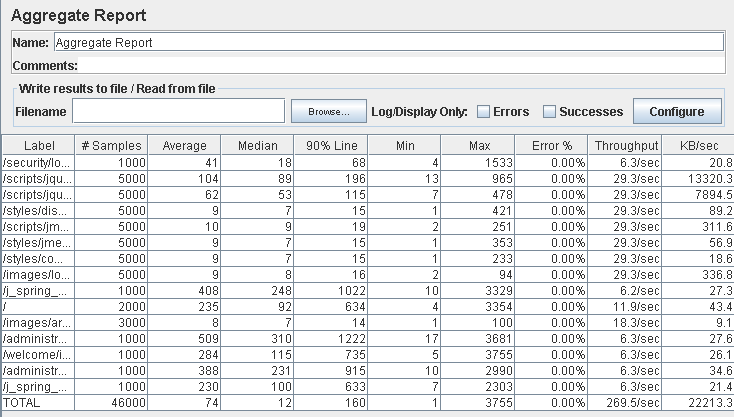 Aggregate Report
Name: Aggregate Report
Comments:
Write results to file / Read from file
Filename Browse... Log/Display Only: Errors Successes Configure
Label # Samples Average Median 90% Line Min Max Error % Throughput KB/sec
/security/lo... 1000 41 18 68 4 1533 0.00% 6.3/sec 20.8
/scripts/jqu... 5000 104 89 196 13 965 0.00% 29.3/sec 13320.3
/scripts/jqu... 5000 62 53 115 7 478 0.00% 29.3/sec 7894.5
/styles/dis... 5000 9 7 15 1 421 0.00% 29.3/sec 89.2
/scripts/jm... 5000 10 9 19 2 251 0.00% 29.3/sec 311.6
/styles/jme... 5000 9 7 15 1 353 0.00% 29.3/sec 56.9
/styles/co... 5000 9 7 15 1 233 0.00% 29.3/sec 18.6
/images/lo... 5000 9 8 16 2 94 0.00% 29.3/sec 336.8
/j_spring_... 1000 408 248 1022 10 3329 0.00% 6.2/sec 27.3
/ 2000 235 92 634 4 3354 0.00% 11.9/sec 43.4
/images/ar... 3000 8 7 14 1 100 0.00% 18.3/sec 9.1
/administr... 1000 509 310 1222 17 3681 0.00% 6.3/sec 27.6
/welcome/i... 1000 284 115 735 5 3755 0.00% 6.3/sec 26.1
/administr... 1000 388 231 915 10 2990 0.00% 6.3/sec 34.6
/j_spring_... 1000 230 100 633 7 2303 0.00% 6.3/sec 21.4
TOTAL 46000 74 12 160 1 3755 0.00% 269.5/sec 22213.3